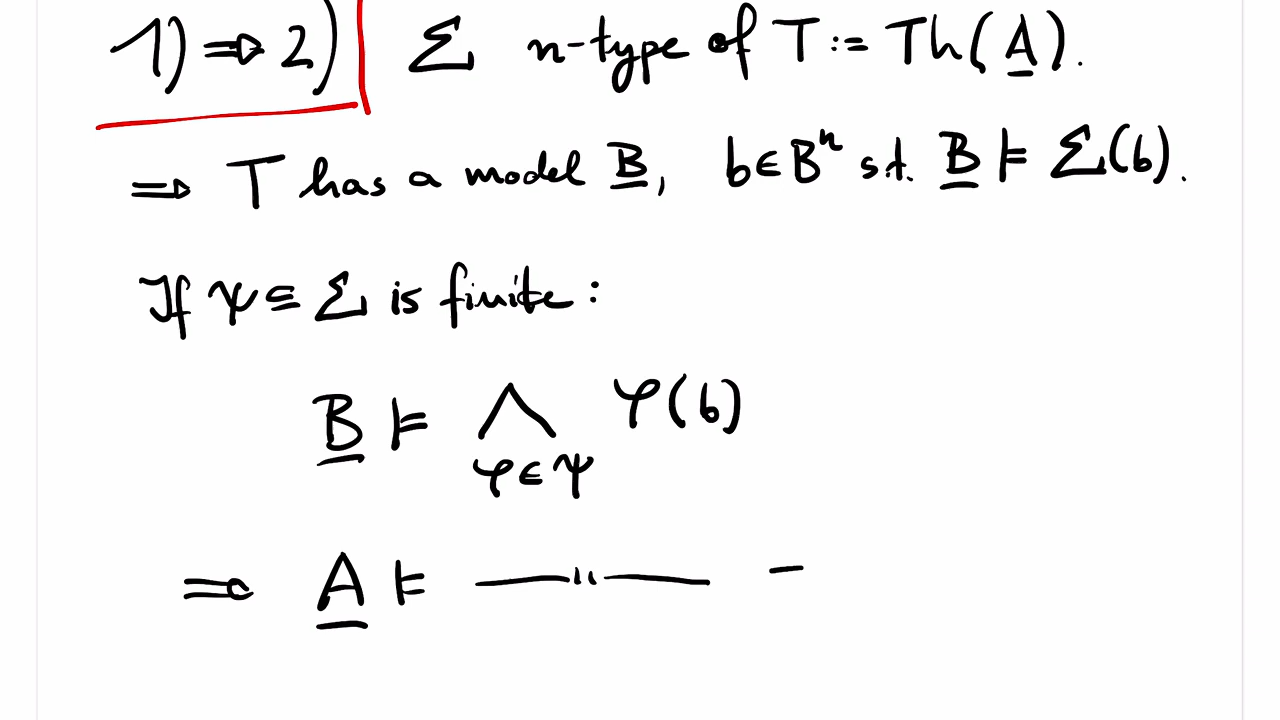 1) ⇒ 2) | Σ n-type of T := Th(A̲).
⇒ T has a model B̲, b ∈ Bⁿ s.t. B̲ ⊨ Σ(b).
If Ψ ⊆ Σ is finite:
B̲ ⊨ ⋀ φ(b)
φ ∈ Ψ
⇒ A̲ ⊨ —— " —— –